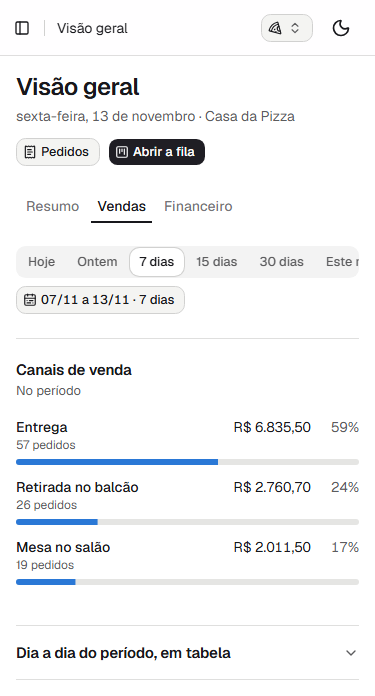 Visão geral
Visão geral
sexta-feira, 13 de novembro · Casa da Pizza
Pedidos
Abrir a fila
Resumo Vendas Financeiro
Hoje Ontem 7 dias 15 dias 30 dias Este
07/11 a 13/11 · 7 dias
Canais de venda
No período
Entrega R$ 6.835,50 59%
57 pedidos
Retirada no balcão R$ 2.760,70 24%
26 pedidos
Mesa no salão R$ 2.011,50 17%
19 pedidos
Dia a dia do período, em tabela